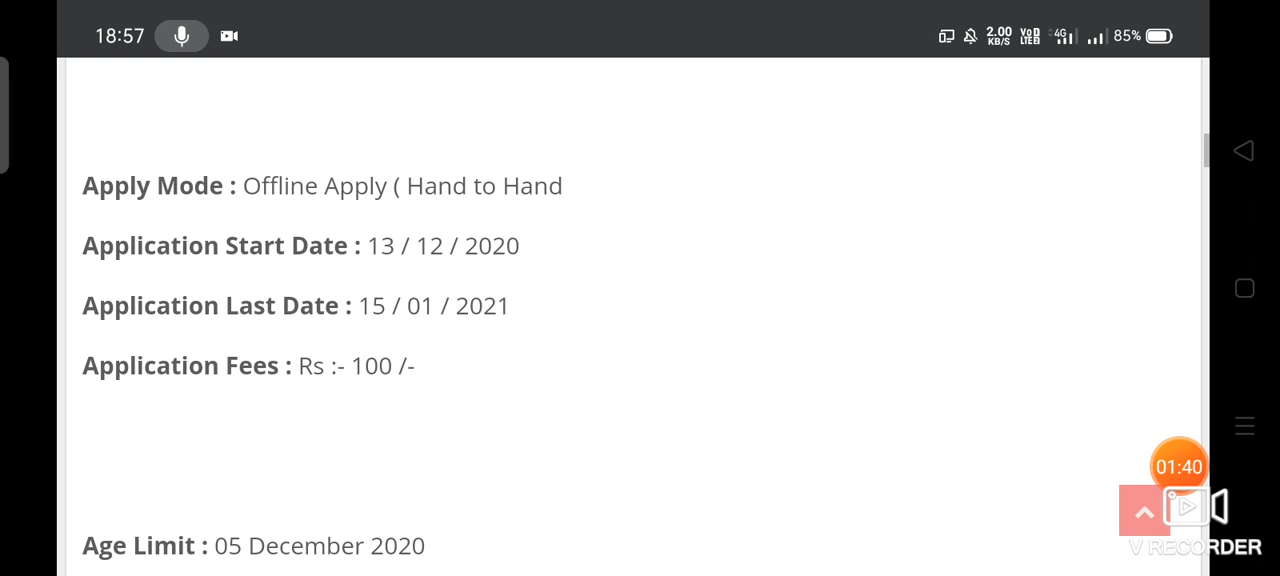 18:57 2.00 KB/S VoD LTE2 4G 85%
Apply Mode : Offline Apply ( Hand to Hand
Application Start Date : 13 / 12 / 2020
Application Last Date : 15 / 01 / 2021
Application Fees : Rs :- 100 /-
01:40
V RECORDER
Age Limit : 05 December 2020